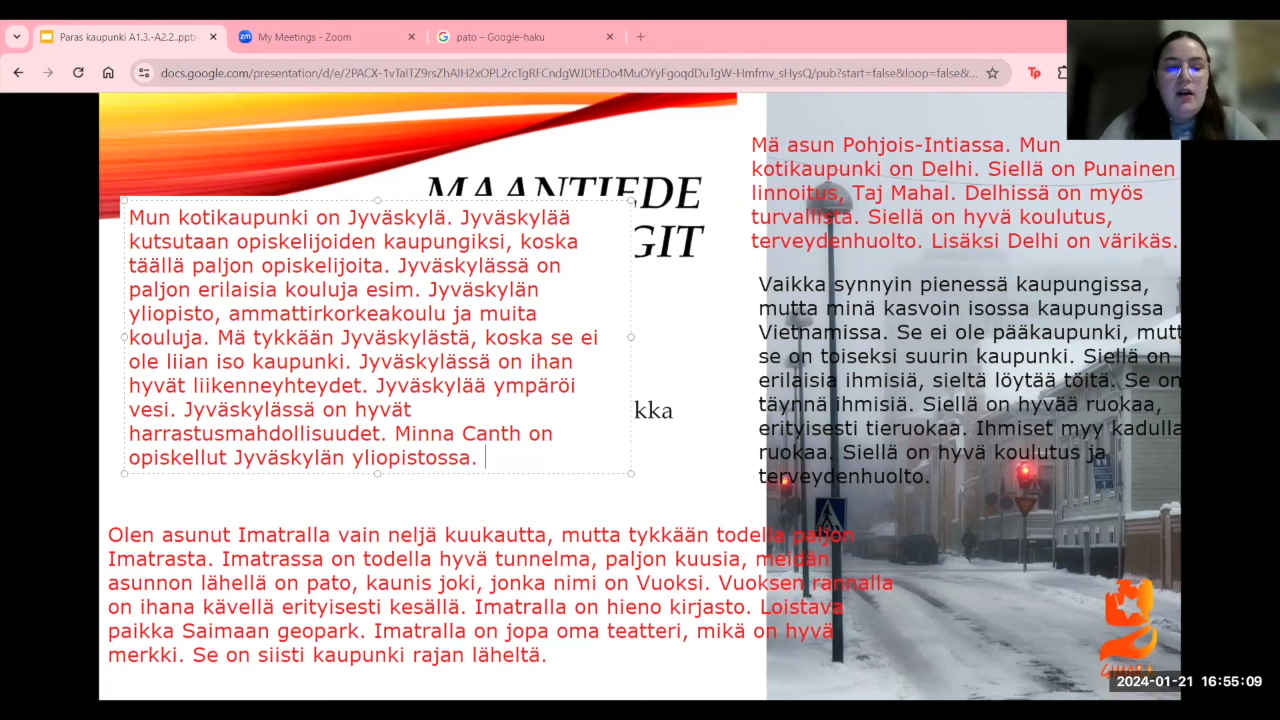 Paras kaupunki A1.3.-A2.2..pptx
My Meetings – Zoom
pato – Google-haku
docs.google.com/presentation/d/e/2PACX-1vTalTZ9rsZhAIH2xOPL2rcTgRFCndgWJDtEDo4MuOYyFgoqdDuTgW-Hmfmv_sHysQ/pub?start=false&loop=false&...
MAANTIEDE
GIT
Mun kotikaupunki on Jyväskylä. Jyväskylää
kutsutaan opiskelijoiden kaupungiksi, koska
täällä paljon opiskelijoita. Jyväskylässä on
paljon erilaisia kouluja esim. Jyväskylän
yliopisto, ammattirkorkeakoulu ja muita
kouluja. Mä tykkään Jyväskylästä, koska se ei
ole liian iso kaupunki. Jyväskylässä on ihan
hyvät liikenneyhteydet. Jyväskylää ympäröi
vesi. Jyväskylässä on hyvät
harrastusmahdollisuudet. Minna Canth on
opiskellut Jyväskylän yliopistossa.
kka
Olen asunut Imatralla vain neljä kuukautta, mutta tykkään todella paljon
Imatrasta. Imatrassa on todella hyvä tunnelma, paljon kuusia, meidän
asunnon lähellä on pato, kaunis joki, jonka nimi on Vuoksi. Vuoksen rannalla
on ihana kävellä erityisesti kesällä. Imatralla on hieno kirjasto. Loistava
paikka Saimaan geopark. Imatralla on jopa oma teatteri, mikä on hyvä
merkki. Se on siisti kaupunki rajan läheltä.
Mä asun Pohjois-Intiassa. Mun
kotikaupunki on Delhi. Siellä on Punainen
linnoitus, Taj Mahal. Delhissä on myös
turvallista. Siellä on hyvä koulutus,
terveydenhuolto. Lisäksi Delhi on värikäs.
Vaikka synnyin pienessä kaupungissa,
mutta minä kasvoin isossa kaupungissa
Vietnamissa. Se ei ole pääkaupunki, mutt
se on toiseksi suurin kaupunki. Siellä on
erilaisia ihmisiä, sieltä löytää töitä. Se on
täynnä ihmisiä. Siellä on hyvää ruokaa,
erityisesti tieruokaa. Ihmiset myy kadulla
ruokaa. Siellä on hyvä koulutus ja
terveydenhuolto.
2024-01-21 16:55:09